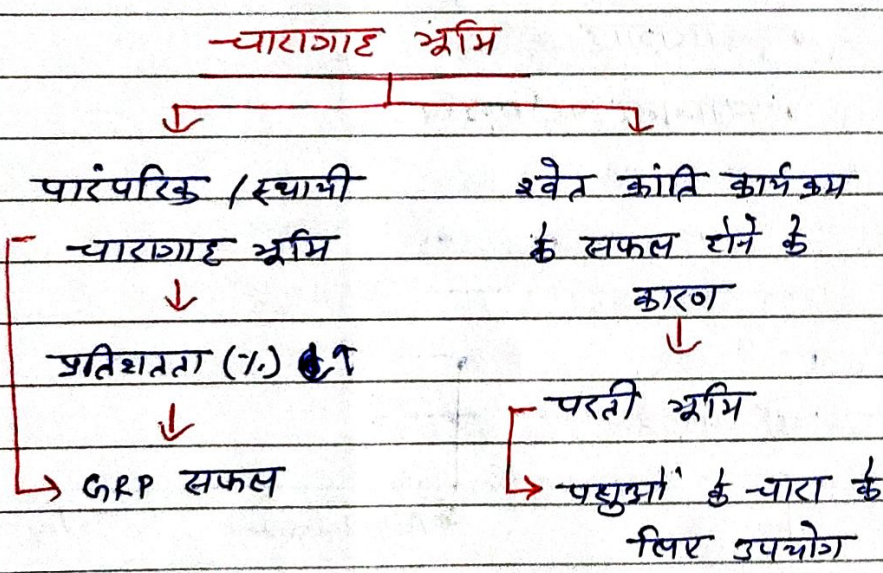 चारागाह भूमि
पारंपरिक / स्थायी
चारागाह भूमि
प्रतिशतता (%) ↑
GRP सफल
श्वेत क्रांति कार्यक्रम
के सफल होने के
कारण
परती भूमि
पशुओं के चारा के
लिए उपयोग